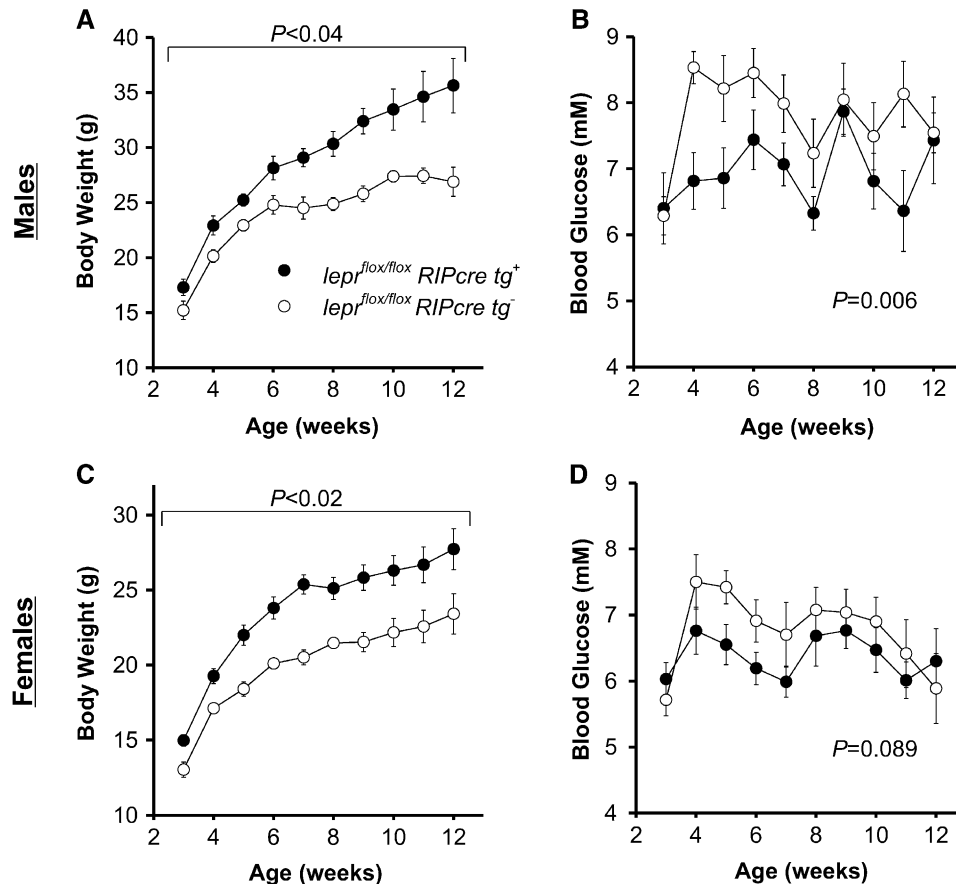 A
P<0.04
40
35
30
25
20
15
10
Body Weight (g)
Males
lepr^flox/flox RIPcre tg^+
lepr^flox/flox RIPcre tg^-
2 4 6 8 10 12
Age (weeks)
B
9
8
7
6
5
4
Blood Glucose (mM)
P=0.006
2 4 6 8 10 12
Age (weeks)
C
P<0.02
30
25
20
15
10
Body Weight (g)
Females
2 4 6 8 10 12
Age (weeks)
D
9
8
7
6
5
4
Blood Glucose (mM)
P=0.089
2 4 6 8 10 12
Age (weeks)